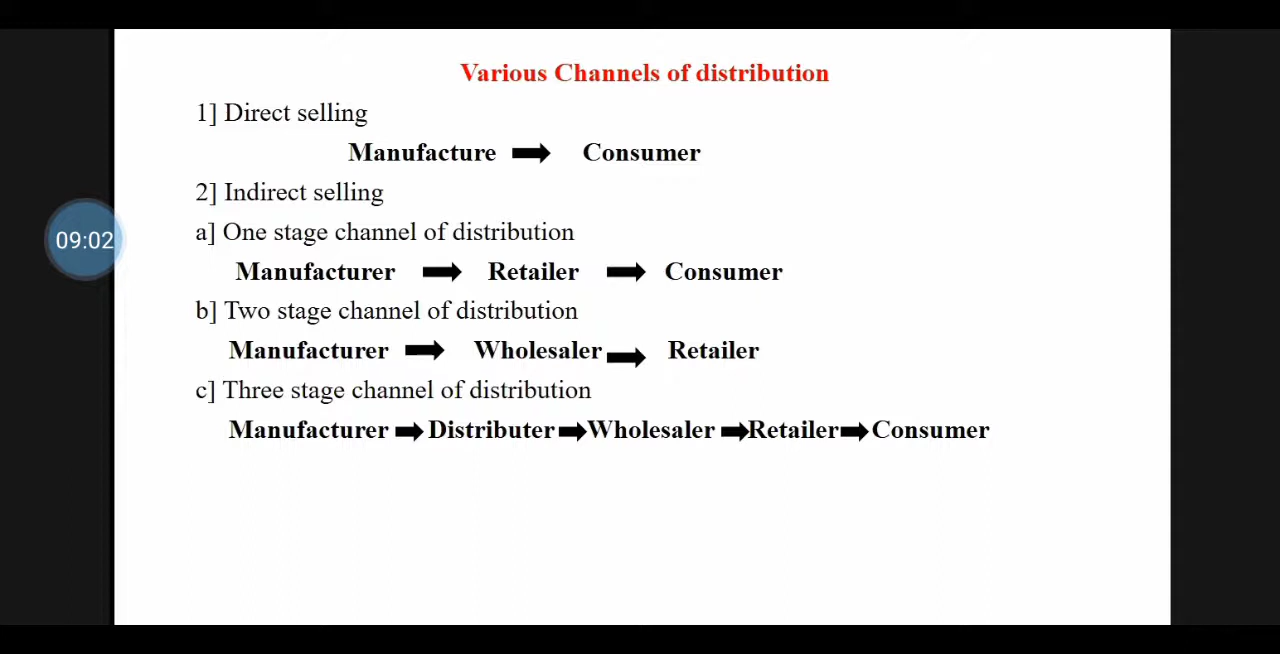 Various Channels of distribution
1] Direct selling
Manufacture ➡ Consumer
2] Indirect selling
a] One stage channel of distribution
09:02
Manufacturer ➡ Retailer ➡ Consumer
b] Two stage channel of distribution
Manufacturer ➡ Wholesaler ➡ Retailer
c] Three stage channel of distribution
Manufacturer ➡ Distributer ➡ Wholesaler ➡ Retailer ➡ Consumer